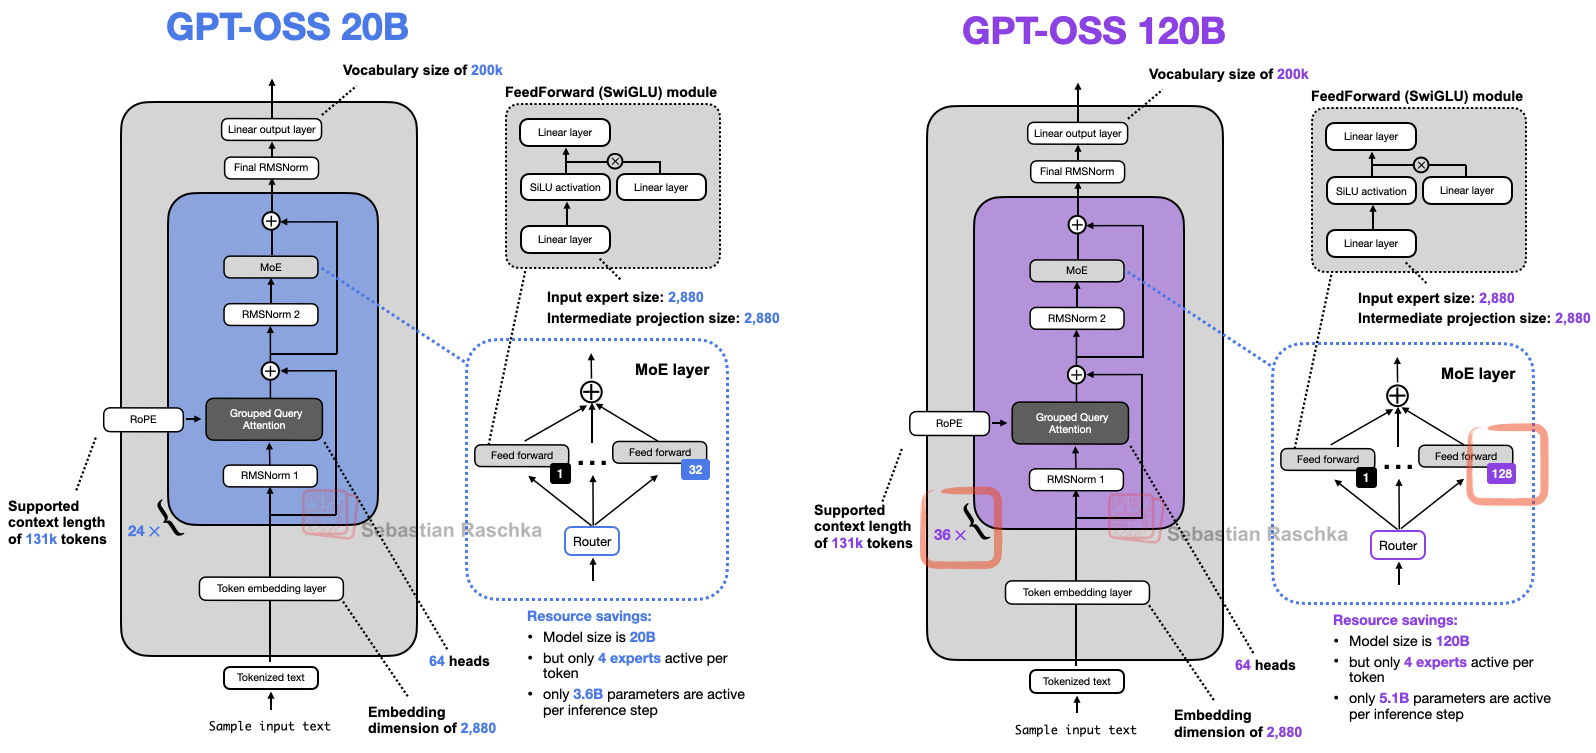 GPT-OSS 20B
Vocabulary size of 200k
FeedForward (SwiGLU) module
Linear output layer
Linear layer
Final RMSNorm
SiLU activation
Linear layer
Linear layer
MoE
Input expert size: 2,880
RMSNorm 2
Intermediate projection size: 2,880
MoE layer
RoPE
Grouped Query
Attention
Feed forward
1
...
Feed forward
32
RMSNorm 1
Supported
context length
of 131k tokens
24 ×
Sebastian Raschka
Router
Token embedding layer
Resource savings:
• Model size is 20B
• but only 4 experts active per
token
• only 3.6B parameters are active
per inference step
64 heads
Tokenized text
Embedding
dimension of 2,880
Sample input text
GPT-OSS 120B
Vocabulary size of 200k
FeedForward (SwiGLU) module
Linear output layer
Linear layer
Final RMSNorm
SiLU activation
Linear layer
Linear layer
MoE
Input expert size: 2,880
RMSNorm 2
Intermediate projection size: 2,880
MoE layer
RoPE
Grouped Query
Attention
Feed forward
1
...
Feed forward
128
RMSNorm 1
Supported
context length
of 131k tokens
36 ×
Sebastian Raschka
Router
Token embedding layer
Resource savings:
• Model size is 120B
• but only 4 experts active per
token
• only 5.1B parameters are active
per inference step
64 heads
Tokenized text
Embedding
dimension of 2,880
Sample input text